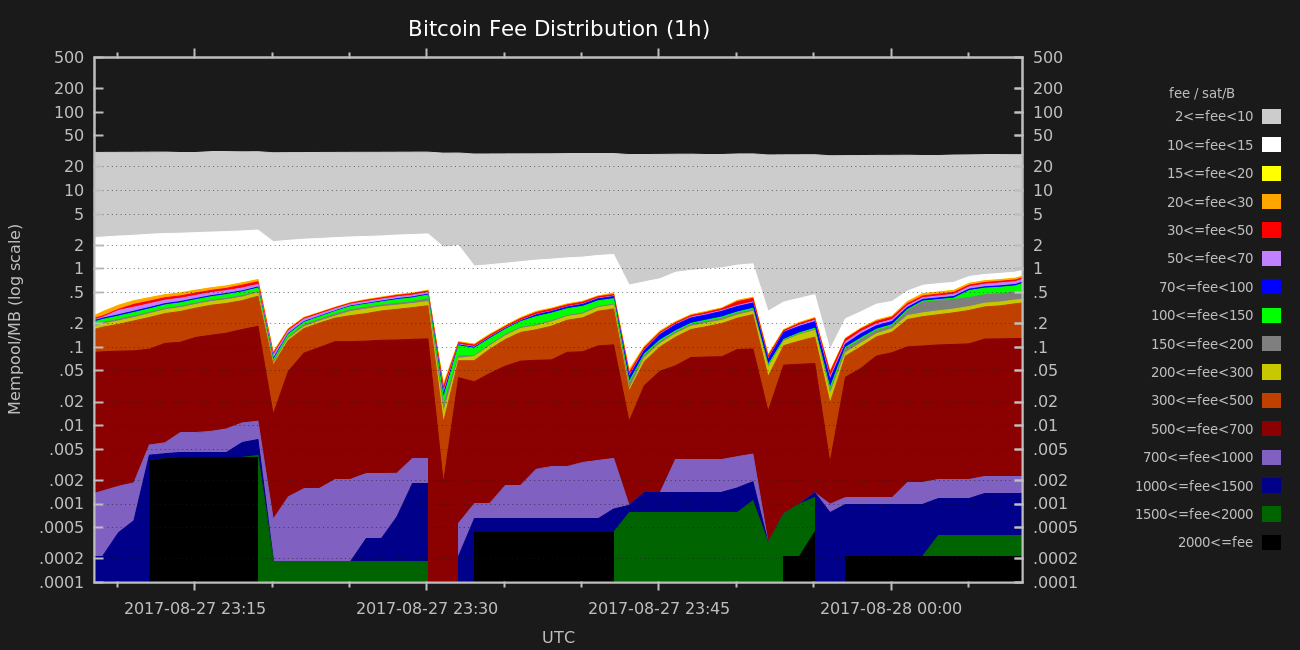 Bitcoin Fee Distribution (1h)
500
200
100
50
20
10
5
2
1
.5
.2
.1
.05
.02
.01
.005
.002
.001
.0005
.0002
.0001
Mempool/MB (log scale)
500
200
100
50
20
10
5
2
1
.5
.2
.1
.05
.02
.01
.005
.002
.001
.0005
.0002
.0001
2017-08-27 23:15
2017-08-27 23:30
2017-08-27 23:45
2017-08-28 00:00
UTC
fee / sat/B
2<=fee<10
10<=fee<15
15<=fee<20
20<=fee<30
30<=fee<50
50<=fee<70
70<=fee<100
100<=fee<150
150<=fee<200
200<=fee<300
300<=fee<500
500<=fee<700
700<=fee<1000
1000<=fee<1500
1500<=fee<2000
2000<=fee